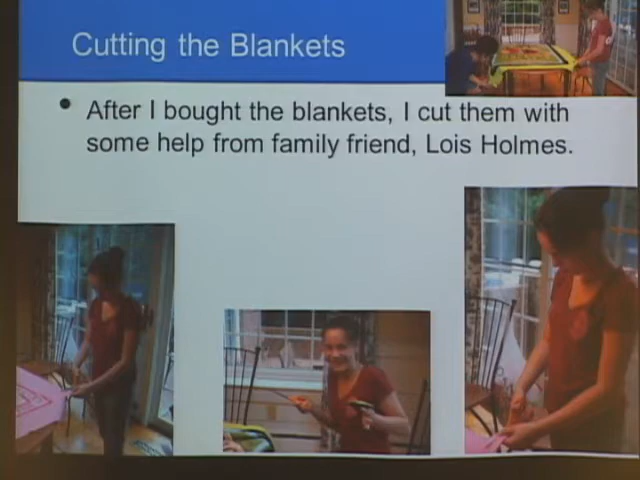 Cutting the Blankets
• After I bought the blankets, I cut them with
some help from family friend, Lois Holmes.